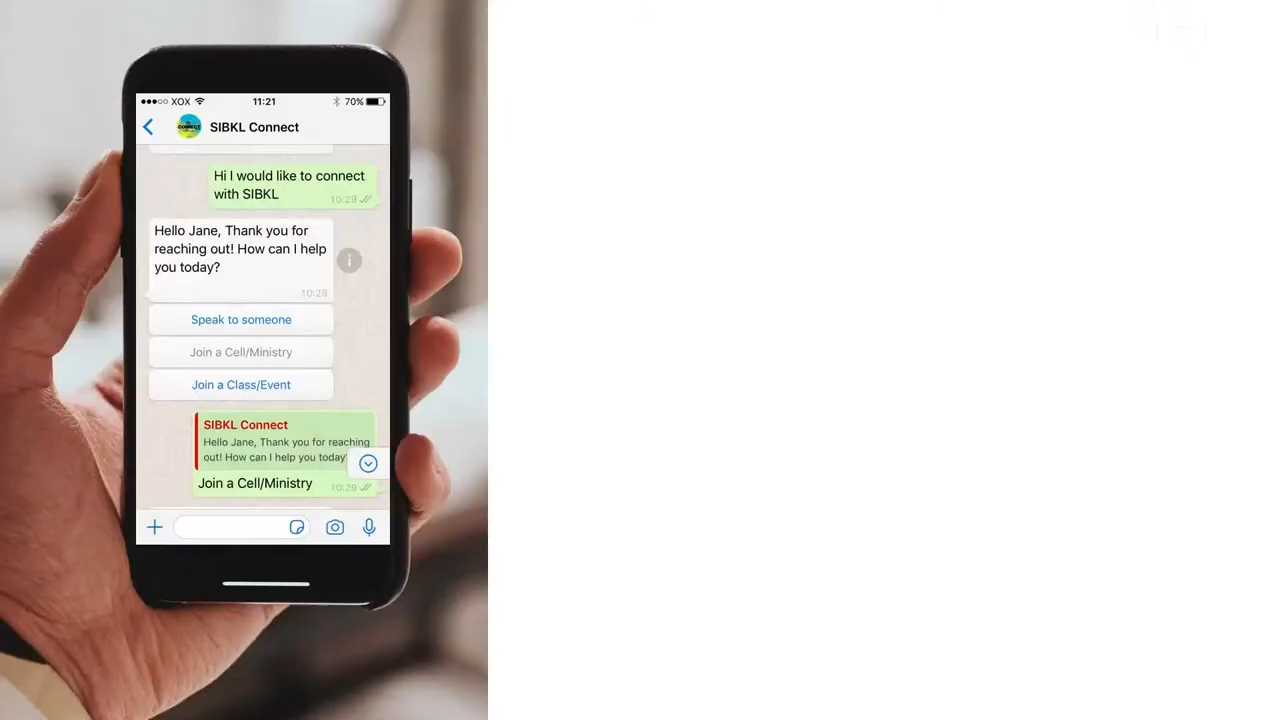 XOX
11:21
70%
SIBKL Connect
Hi I would like to connect
with SIBKL
10:29
Hello Jane, Thank you for
reaching out! How can I help
you today?
10:29
Speak to someone
Join a Cell/Ministry
Join a Class/Event
SIBKL Connect
Hello Jane, Thank you for reaching
out! How can I help you today
Join a Cell/Ministry
10:29